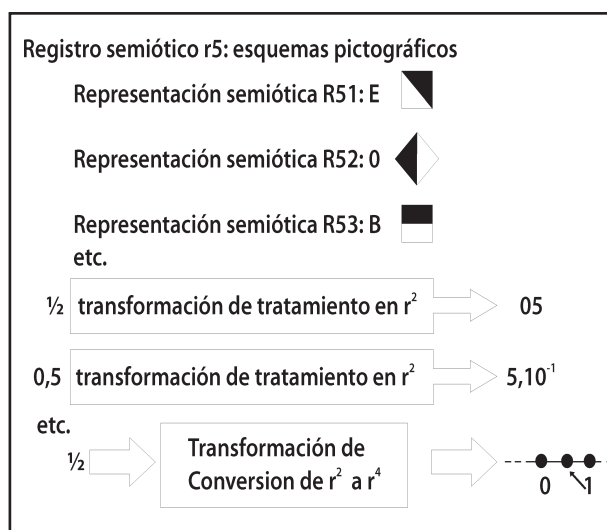 Registro semiótico r5: esquemas pictográficos
Representación semiótica R51: E
Representación semiótica R52: 0
Representación semiótica R53: B
etc.
½ transformación de tratamiento en r² 05
0,5 transformación de tratamiento en r² 5,10⁻¹
etc.
½ Transformación de
Conversion de r² a r⁴
0 1